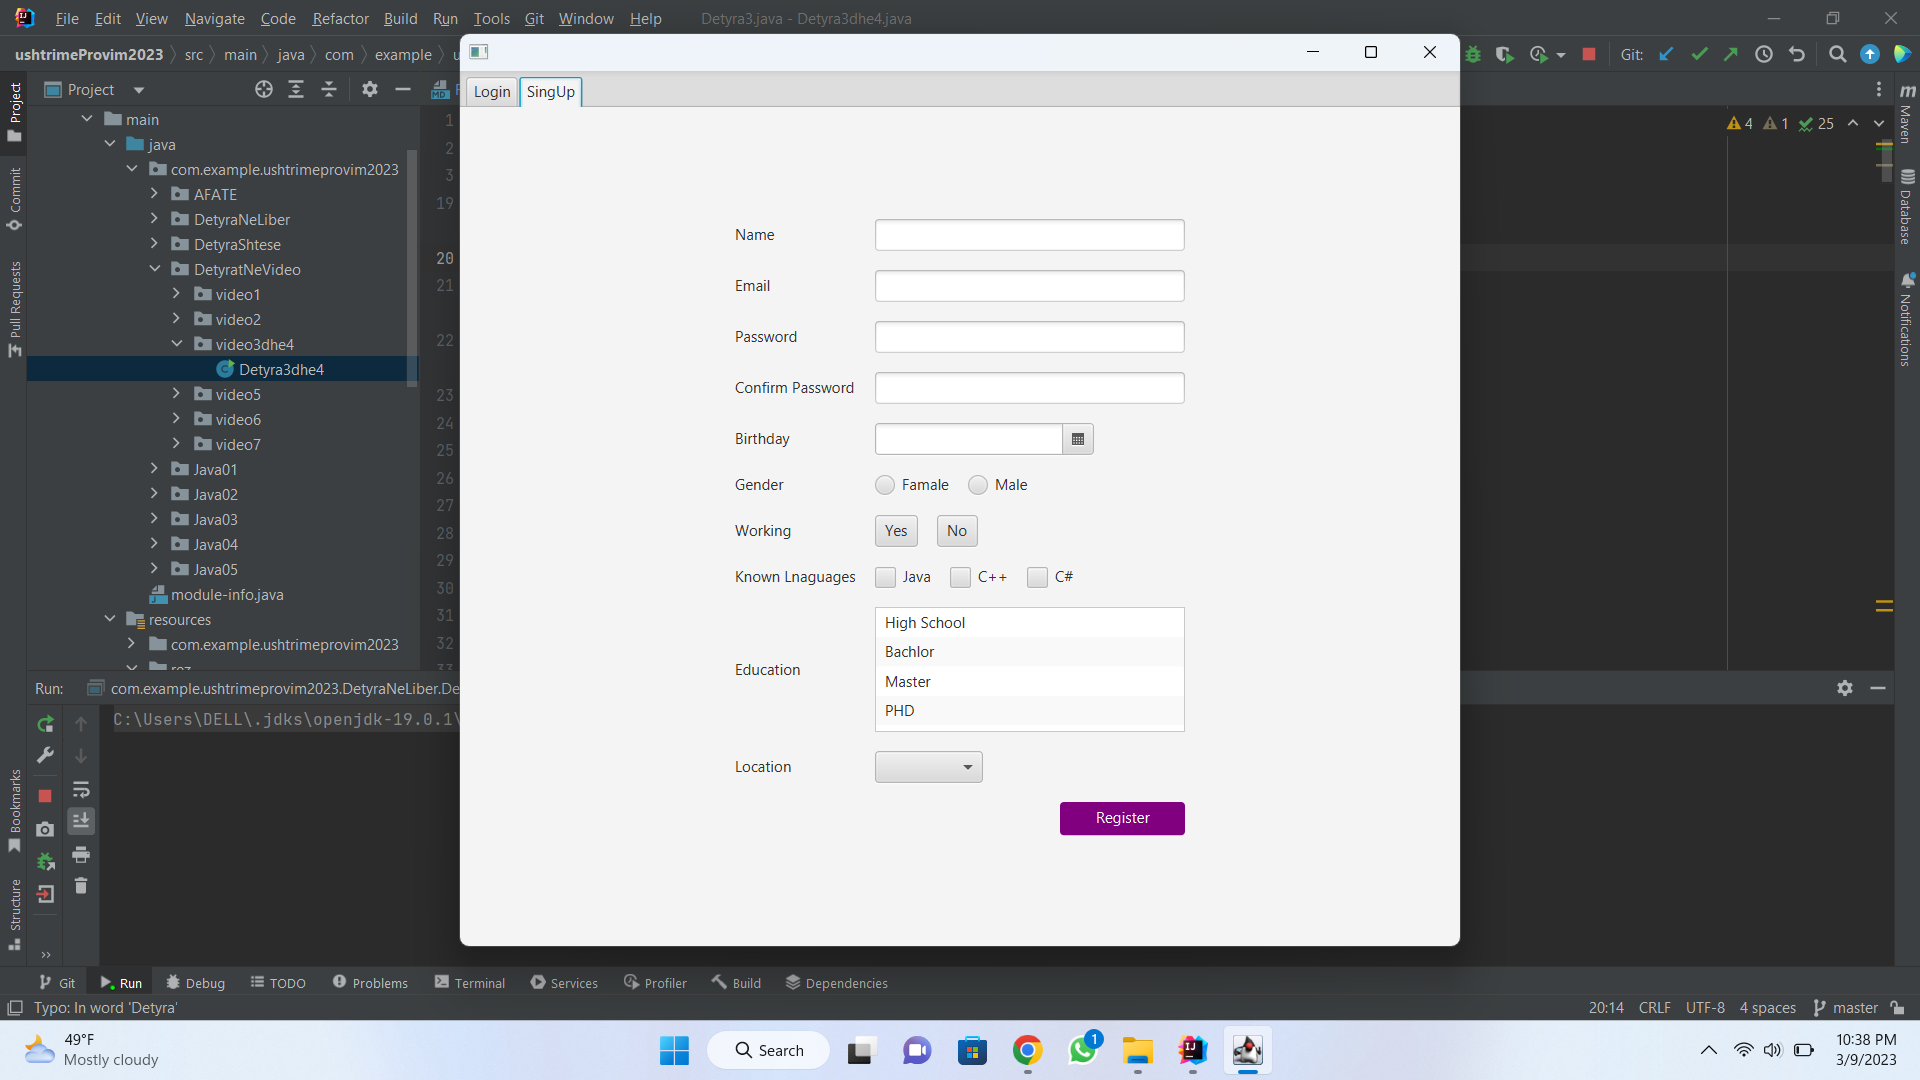 File Edit View Navigate Code Refactor Build Run Tools Git Window Help Detyra3.java - Detyra3dhe4.java
ushtrimeProvim2023 src main java com example
Git:
Login SingUp
Project
main
java
com.example.ushtrimeprovim2023
AFATE
DetyraNeLiber
DetyraShtese
DetyratNeVideo
video1
video2
video3dhe4
Detyra3dhe4
video5
video6
video7
Java01
Java02
Java03
Java04
Java05
module-info.java
resources
com.example.ushtrimeprovim2023
1
2
3
19
20
21
22
23
24
25
26
27
28
29
30
31
32
33
4 1 25
Name
Email
Password
Confirm Password
Birthday
Gender Famale Male
Working Yes No
Known Lnaguages Java C++ C#
Education
High School
Bachlor
Master
PHD
Location
Register
Project
Commit
Pull Requests
Bookmarks
Structure
Maven
Database
Notifications
Run: com.example.ushtrimeprovim2023.DetyraNeLiber.De
C:\Users\DELL\.jdks\openjdk-19.0.1\
Git Run Debug TODO Problems Terminal Services Profiler Build Dependencies
Typo: In word 'Detyra' 20:14 CRLF UTF-8 4 spaces master
49°F
Mostly cloudy
Search
1
10:38 PM
3/9/2023